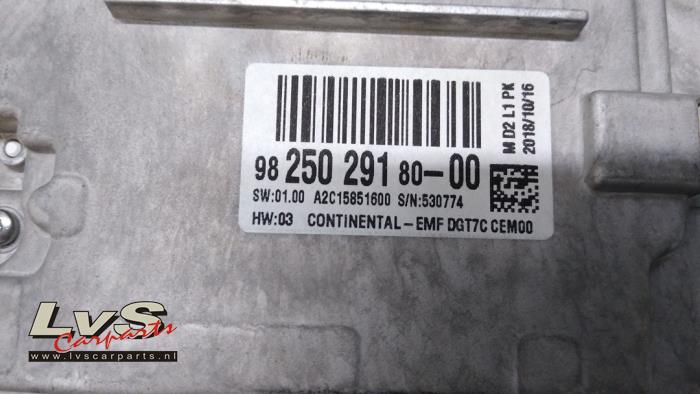 98 250 291 80-00
SW:01.00 A2C15851600 S/N:530774
HW:03 CONTINENTAL-EMF DGT7C CEM00
M D2 L1 PK
2018/10/16
LvS
Carparts
www.lvscarparts.nl